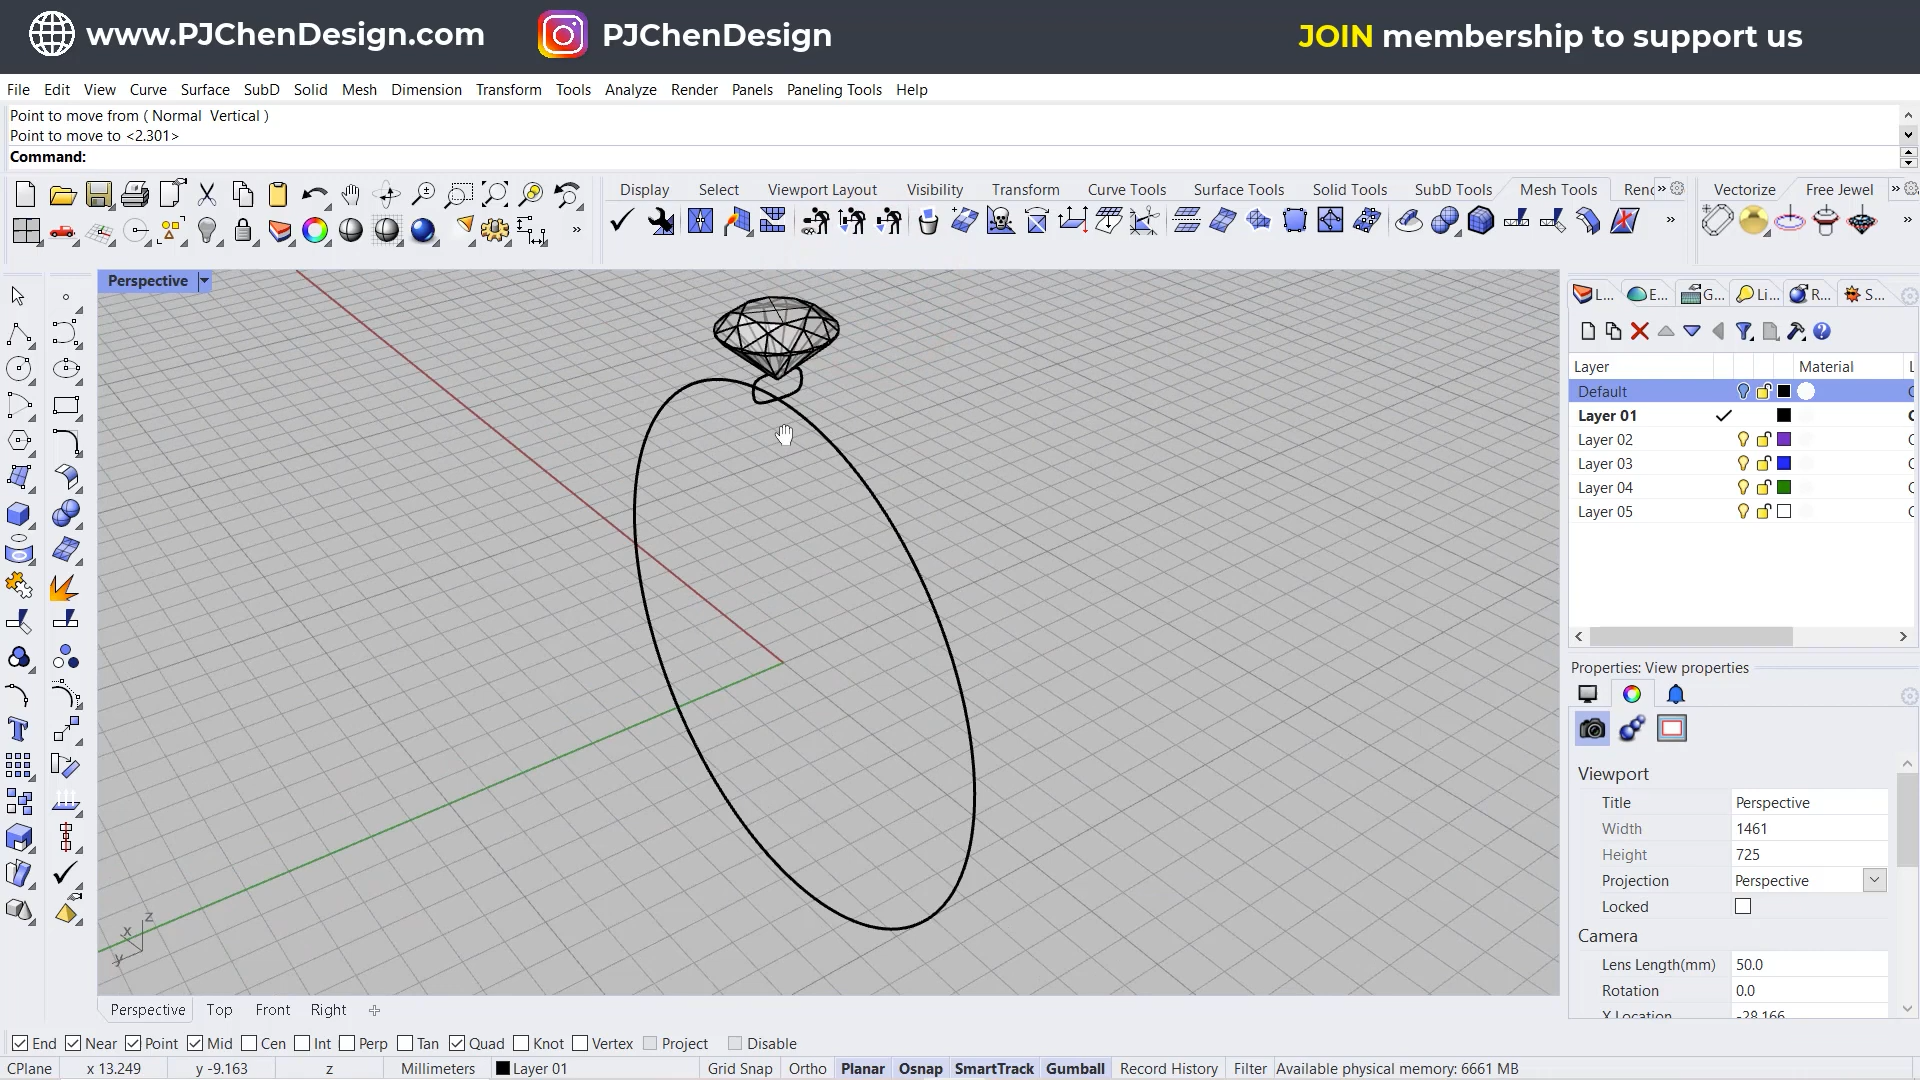 www.PJChenDesign.com PJChenDesign JOIN membership to support us
File Edit View Curve Surface SubD Solid Mesh Dimension Transform Tools Analyze Render Panels Paneling Tools Help
Point to move from ( Normal Vertical )
Point to move to <2.301>
Command:
Display Select Viewport Layout Visibility Transform Curve Tools Surface Tools Solid Tools SubD Tools Mesh Tools Renc » Vectorize Free Jewel »
» » »
Perspective
L... E... G... Li... R... S...
Layer Material
Default
Layer 01
Layer 02
Layer 03
Layer 04
Layer 05
Properties: View properties
Viewport
Title Perspective
Width 1461
Height 725
Projection Perspective
Locked
Camera
Lens Length(mm) 50.0
Rotation 0.0
X Location -28.166
z
x
y
Perspective Top Front Right
End Near Point Mid Cen Int Perp Tan Quad Knot Vertex Project Disable
CPlane x 13.249 y -9.163 z Millimeters Layer 01 Grid Snap Ortho Planar Osnap SmartTrack Gumball Record History Filter Available physical memory: 6661 MB